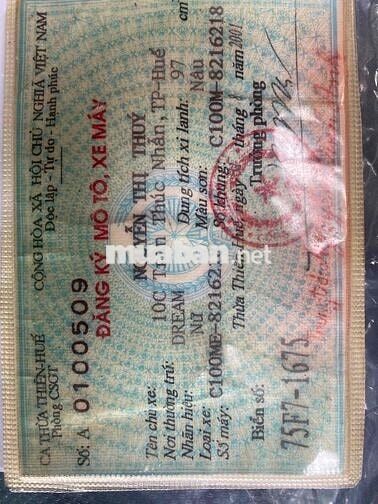 CA THỪA THIÊN-HUẾ
Phòng CSGT
CỘNG HÒA XÃ HỘI CHỦ NGHĨA VIỆT NAM
Độc lập - Tự do - Hạnh phúc
Số: A 0100509
ĐĂNG KÝ MÔ TÔ, XE MÁY
Tên chủ xe: NGUYỄN THỊ THUÝ
Nơi thường trú: 10C Trần Thúc Nhẫn, TP-Huế
Nhãn hiệu: DREAM Dung tích xi lanh: 97 cm
Loại xe: Nữ Màu sơn: Nâu
Số máy: C100ME-821621 Số khung: C100M-8216218
Thừa Thiên Huế, ngày tháng năm 2001
Biển số: Trưởng phòng
75F7-1675
muaban.net